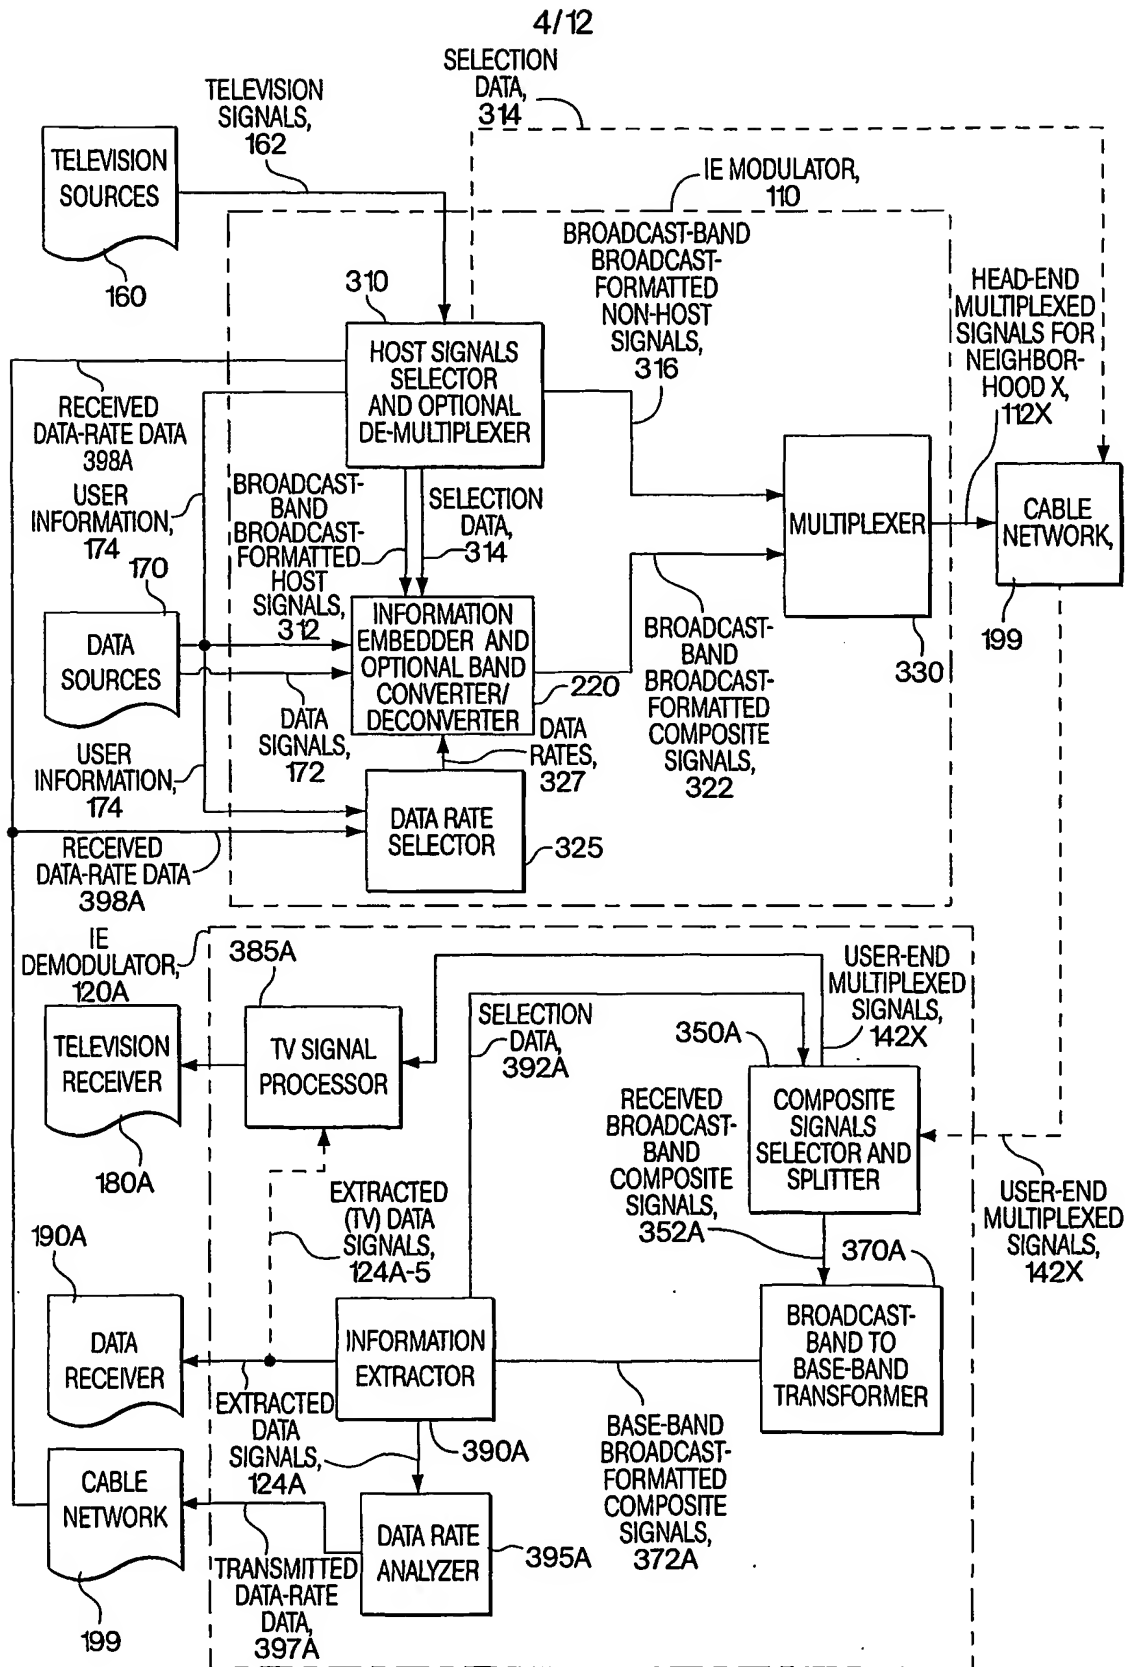 4/12
SELECTION
DATA,
314
TELEVISION
SIGNALS,
162
TELEVISION
SOURCES
160
IE MODULATOR,
110
BROADCAST-BAND
BROADCAST-
FORMATTED
NON-HOST
SIGNALS,
316
310
HOST SIGNALS
SELECTOR
AND OPTIONAL
DE-MULTIPLEXER
HEAD-END
MULTIPLEXED
SIGNALS FOR
NEIGHBOR-
HOOD X,
112X
RECEIVED
DATA-RATE DATA
398A
USER
INFORMATION,
174
BROADCAST-
BAND
BROADCAST-
FORMATTED
HOST
SIGNALS,
312
SELECTION
DATA,
314
MULTIPLEXER
330
CABLE
NETWORK,
199
170
DATA
SOURCES
INFORMATION
EMBEDDER AND
OPTIONAL BAND
CONVERTER/
DECONVERTER
220
BROADCAST-
BAND
BROADCAST-
FORMATTED
COMPOSITE
SIGNALS,
322
DATA
SIGNALS,
172
DATA
RATES,
327
USER
INFORMATION,
174
DATA RATE
SELECTOR
325
RECEIVED
DATA-RATE DATA
398A
IE
DEMODULATOR,
120A
385A
TV SIGNAL
PROCESSOR
TELEVISION
RECEIVER
180A
SELECTION
DATA,
392A
USER-END
MULTIPLEXED
SIGNALS,
142X
350A
COMPOSITE
SIGNALS
SELECTOR AND
SPLITTER
RECEIVED
BROADCAST-
BAND
COMPOSITE
SIGNALS,
352A
USER-END
MULTIPLEXED
SIGNALS,
142X
EXTRACTED
(TV) DATA
SIGNALS,
124A-5
190A
DATA
RECEIVER
INFORMATION
EXTRACTOR
390A
370A
BROADCAST-
BAND TO
BASE-BAND
TRANSFORMER
EXTRACTED
DATA
SIGNALS,
124A
BASE-BAND
BROADCAST-
FORMATTED
COMPOSITE
SIGNALS,
372A
CABLE
NETWORK
199
DATA RATE
ANALYZER
395A
TRANSMITTED
DATA-RATE
DATA,
397A